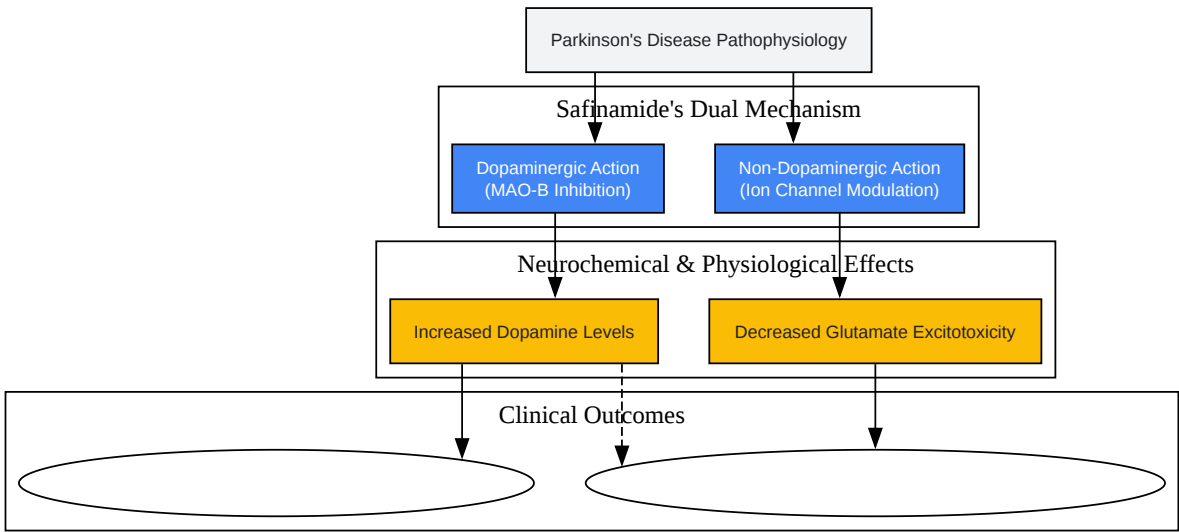 Parkinson's Disease Pathophysiology
Safinamide's Dual Mechanism
Dopaminergic Action
(MAO-B Inhibition)
Non-Dopaminergic Action
(Ion Channel Modulation)
Neurochemical & Physiological Effects
Increased Dopamine Levels
Decreased Glutamate Excitotoxicity
Clinical Outcomes